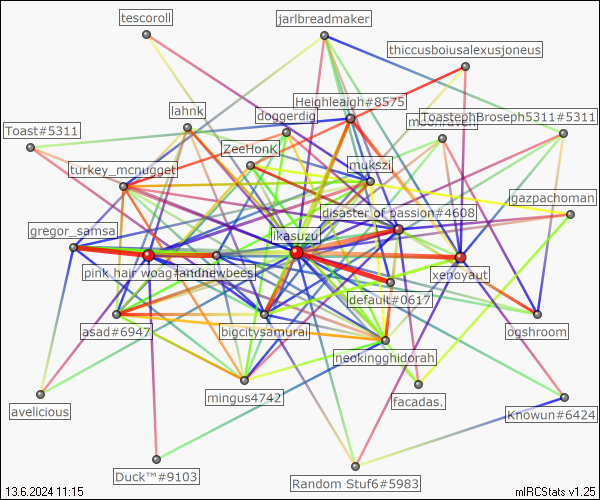 tescoroll
jarlbreadmaker
thiccusboiusalexusjoneus
Heighleaigh#8575
lahnk
doggerdig
ToastephBroseph5311#5311
Toast#5311
ZeeHonk
mukszi
turkey_mcnugget
gazpachoman
disaster of passion#4608
gregor_samsa
likasuzu
pink hair woag#
andnewbees
xenoyaut
default#0617
asad#6947
bigcitysamurai
ogshroom
neokingghidorah
mingus4742
facadas.
avelicious
Knowun#6424
Duck™#9103
Random Stuf6#5983
13.6.2024 11:15
mIRCStats v1.25